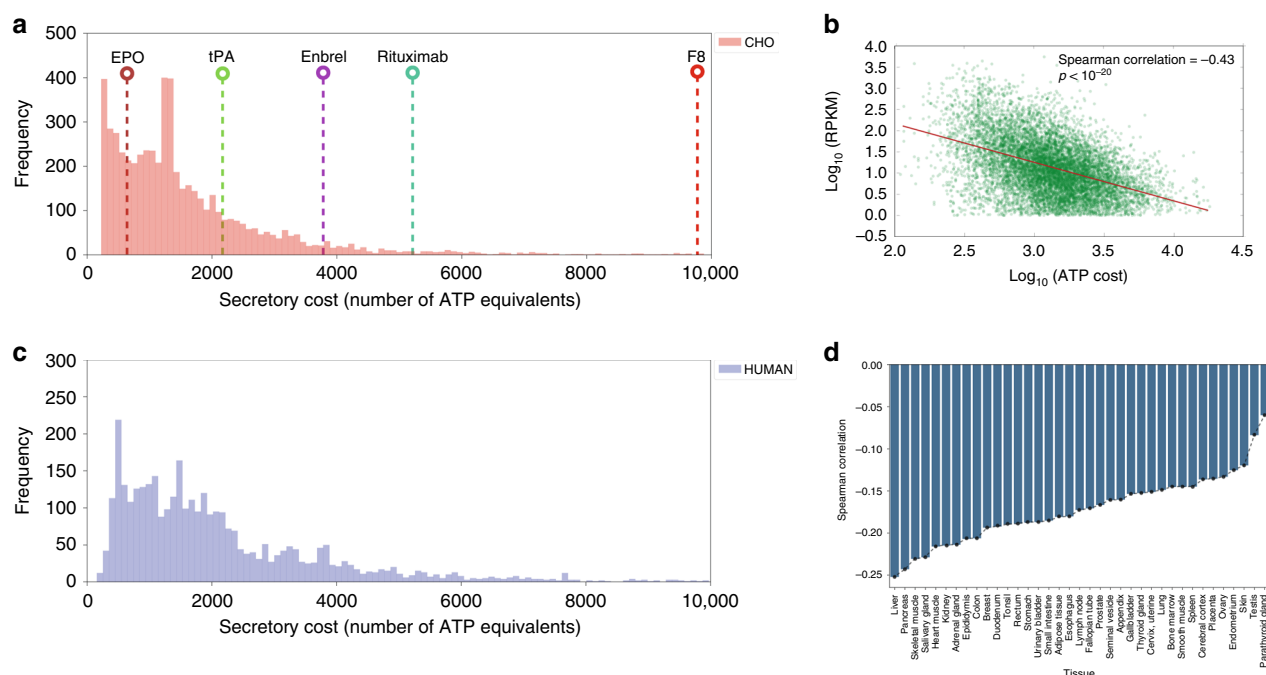 a
500
400
300
200
100
0
Frequency
EPO
tPA
Enbrel
Rituximab
F8
CHO
0
2000
4000
6000
8000
10,000
Secretory cost (number of ATP equivalents)
b
4.0
3.5
3.0
2.5
2.0
1.5
1.0
0.5
0.0
−0.5
Log10 (RPKM)
Spearman correlation = −0.43
p < 10−20
2.0
2.5
3.0
3.5
4.0
4.5
Log10 (ATP cost)
c
300
250
200
150
100
50
0
Frequency
HUMAN
0
2000
4000
6000
8000
10,000
Secretory cost (number of ATP equivalents)
d
0.00
−0.05
−0.10
−0.15
−0.20
−0.25
Spearman correlation
Liver
Pancreas
Skeletal muscle
Salivary gland
Heart muscle
Kidney
Adrenal gland
Epididymis
Colon
Breast
Duodenum
Tonsil
Rectum
Stomach
Urinary bladder
Small intestine
Adipose tissue
Esophagus
Lymph node
Fallopian tube
Prostate
Seminal veside
Appendix
Gallbladder
Thyroid gland
Cervix, uterine
Lung
Bone marrow
Smooth muscle
Spleen
Cerebral cortex
Placenta
Ovary
Endometrium
Skin
Testis
Parathyroid gland
Tissue